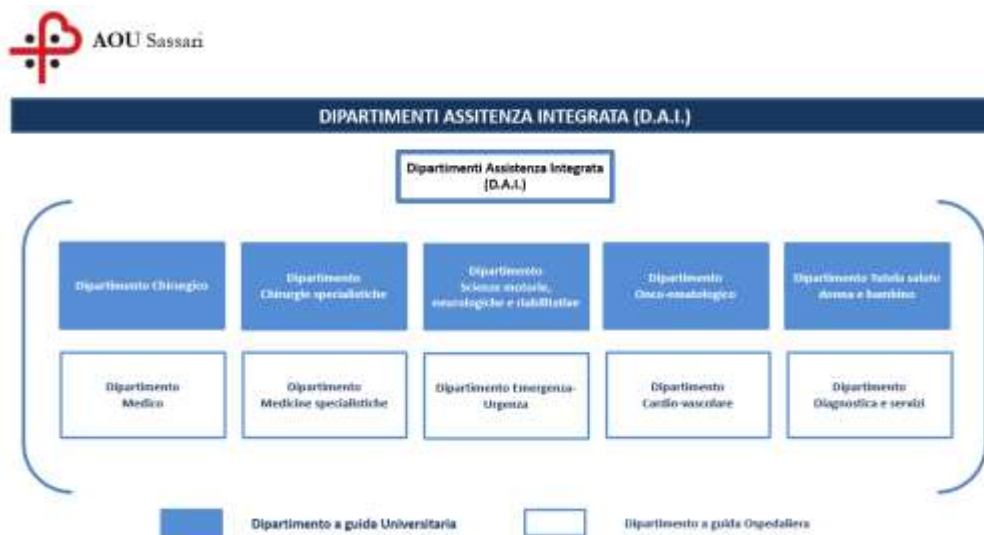 AOU Sassari
DIPARTIMENTI ASSITENZA INTEGRATA (D.A.I.)
Dipartimenti Assistenza Integrata
(D.A.I.)
Dipartimento Chirurgico
Dipartimento
Chirurgie specialistiche
Dipartimento
Scienze motorie,
neurologiche e riabilitative
Dipartimento
Onco-ematologico
Dipartimento Tutela salute
donna e bambino
Dipartimento
Medico
Dipartimento
Medicine specialistiche
Dipartimento Emergenza-
Urgenza
Dipartimento
Cardio-vascolare
Dipartimento
Diagnostica e servizi
Dipartimento a guida Universitaria
Dipartimento a guida Ospedaliera